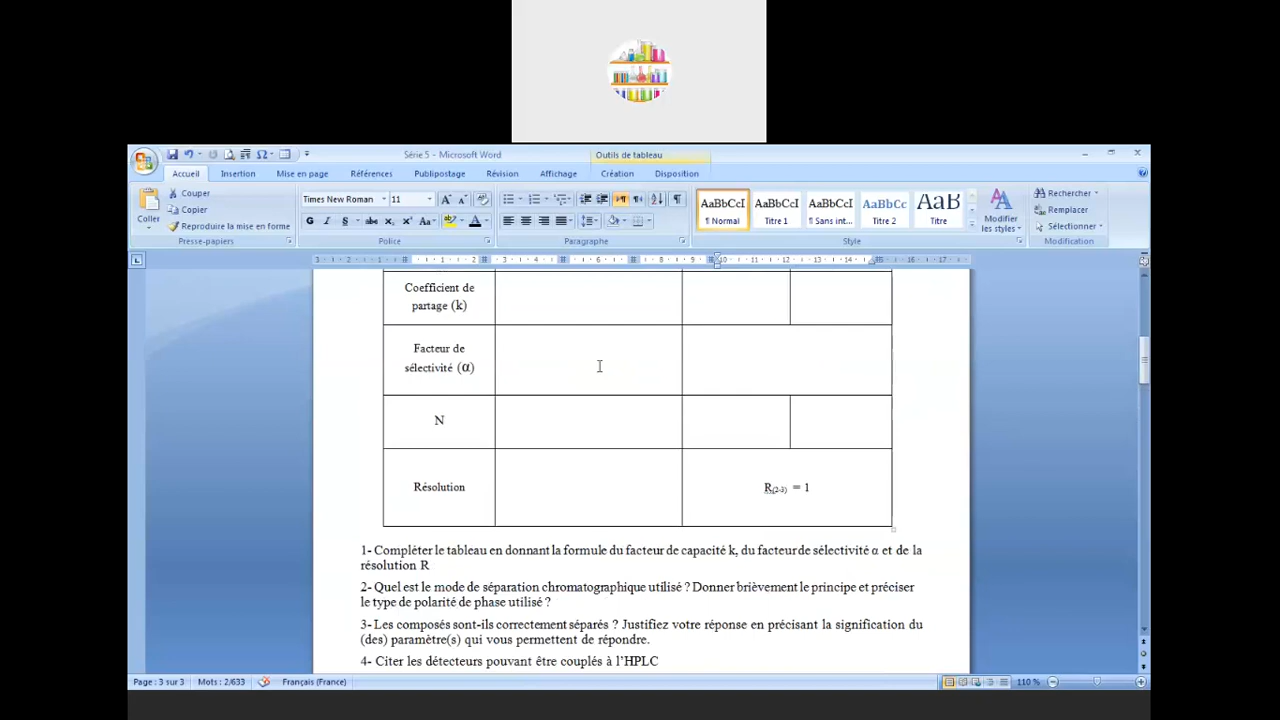 Série 5 - Microsoft Word
Outils de tableau
Accueil
Insertion
Mise en page
Références
Publipostage
Révision
Affichage
Création
Disposition
Coller
Couper
Copier
Reproduire la mise en forme
Presse-papiers
Times New Roman
11
Police
Paragraphe
AaBbCcI
¶ Normal
AaBbCcI
Titre 1
AaBbCcI
¶ Sans int...
AaBbCc
Titre 2
AaB
Titre
Modifier
les styles
Style
Rechercher
Remplacer
Sélectionner
Modification
Coefficient de
partage (k)
Facteur de
sélectivité (α)
N
Résolution
Rs(2-3) = 1
1- Compléter le tableau en donnant la formule du facteur de capacité k, du facteur de sélectivité α et de la
résolution R
2- Quel est le mode de séparation chromatographique utilisé ? Donner brièvement le principe et préciser
le type de polarité de phase utilisé ?
3- Les composés sont-ils correctement séparés ? Justifiez votre réponse en précisant la signification du
(des) paramètre(s) qui vous permettent de répondre.
4- Citer les détecteurs pouvant être couplés à l'HPLC
Page : 3 sur 3
Mots : 2/633
Français (France)
110 %